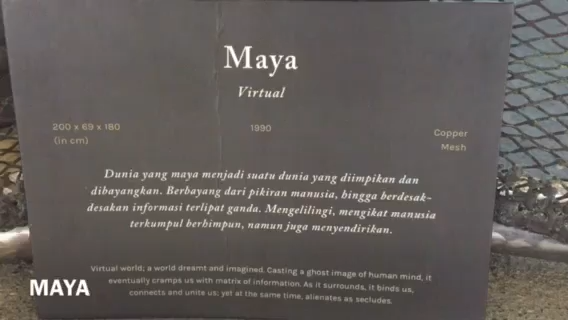 Maya
Virtual
200 x 69 x 180
(in cm)
1990
Copper
Mesh
Dunia yang maya menjadi suatu dunia yang diimpikan dan
dibayangkan. Berbayang dari pikiran manusia, hingga berdesak-
desakan informasi terlipat ganda. Mengelilingi, mengikat manusia
terkumpul berhimpun, namun juga menyendirikan.
Virtual world; a world dreamt and imagined. Casting a ghost image of human mind, it
eventually cramps us with matrix of information. As it surrounds, it binds us,
connects and unite us; yet at the same time, alienates as secludes.
MAYA